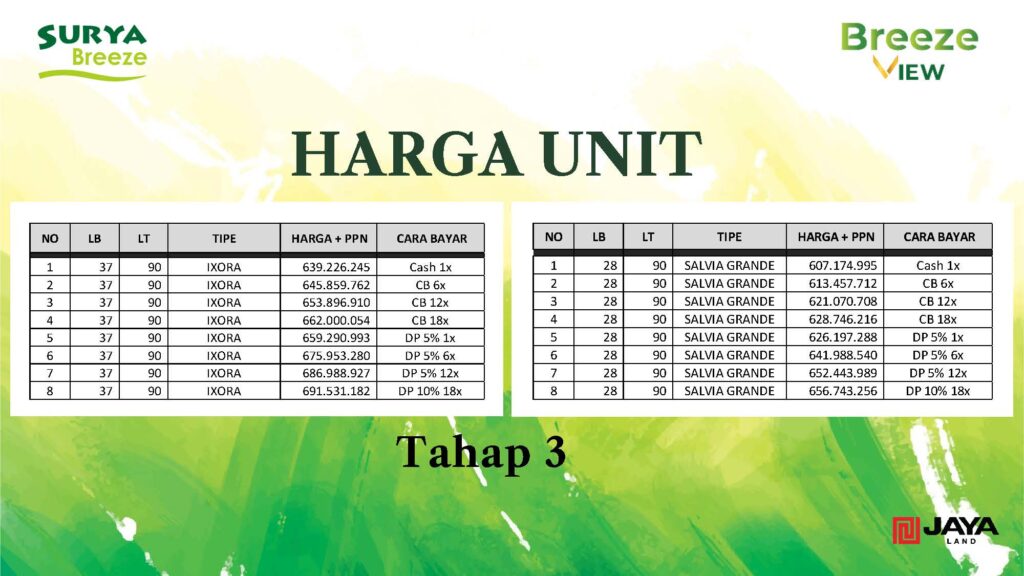 SURYA
Breeze
Breeze
VIEW
HARGA UNIT
NO LB LT TIPE HARGA + PPN CARA BAYAR
1 37 90 IXORA 639.226.245 Cash 1x
2 37 90 IXORA 645.859.762 CB 6x
3 37 90 IXORA 653.896.910 CB 12x
4 37 90 IXORA 662.000.054 CB 18x
5 37 90 IXORA 659.290.993 DP 5% 1x
6 37 90 IXORA 675.953.280 DP 5% 6x
7 37 90 IXORA 686.988.927 DP 5% 12x
8 37 90 IXORA 691.531.182 DP 10% 18x
NO LB LT TIPE HARGA + PPN CARA BAYAR
1 28 90 SALVIA GRANDE 607.174.995 Cash 1x
2 28 90 SALVIA GRANDE 613.457.712 CB 6x
3 28 90 SALVIA GRANDE 621.070.708 CB 12x
4 28 90 SALVIA GRANDE 628.746.216 CB 18x
5 28 90 SALVIA GRANDE 626.197.288 DP 5% 1x
6 28 90 SALVIA GRANDE 641.988.540 DP 5% 6x
7 28 90 SALVIA GRANDE 652.443.989 DP 5% 12x
8 28 90 SALVIA GRANDE 656.743.256 DP 10% 18x
Tahap 3
JAYA
LAND